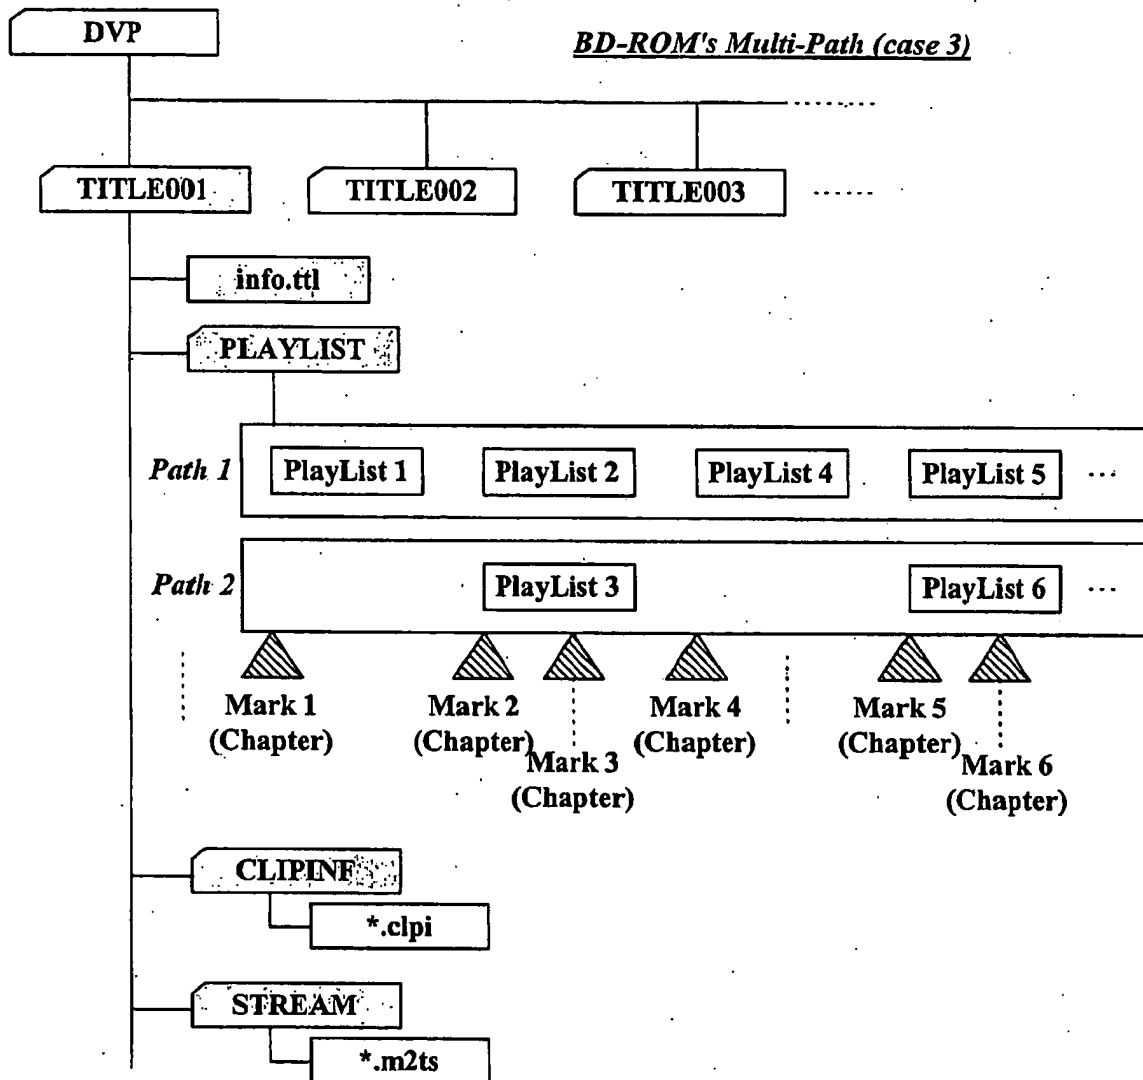 DVP
BD-ROM's Multi-Path (case 3)
TITLE001
TITLE002
TITLE003
info.ttl
PLAYLIST
Path 1
PlayList 1
PlayList 2
PlayList 4
PlayList 5
...
Path 2
PlayList 3
PlayList 6
...
Mark 1
(Chapter)
Mark 2
(Chapter)
Mark 3
(Chapter)
Mark 4
(Chapter)
Mark 5
(Chapter)
Mark 6
(Chapter)
CLIPINF
*.clpi
STREAM
*.m2ts